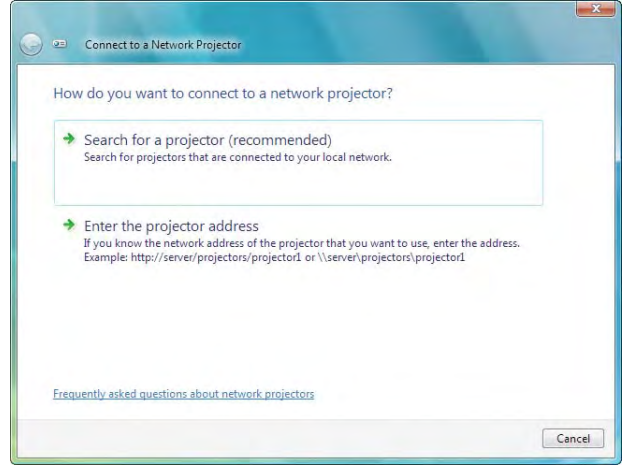 Connect to a Network Projector
How do you want to connect to a network projector?
Search for a projector (recommended)
Search for projectors that are connected to your local network.
Enter the projector address
If you know the network address of the projector that you want to use, enter the address.
Example: http://server/projectors/projector1 or \\server\projectors\projector1
Frequently asked questions about network projectors
Cancel